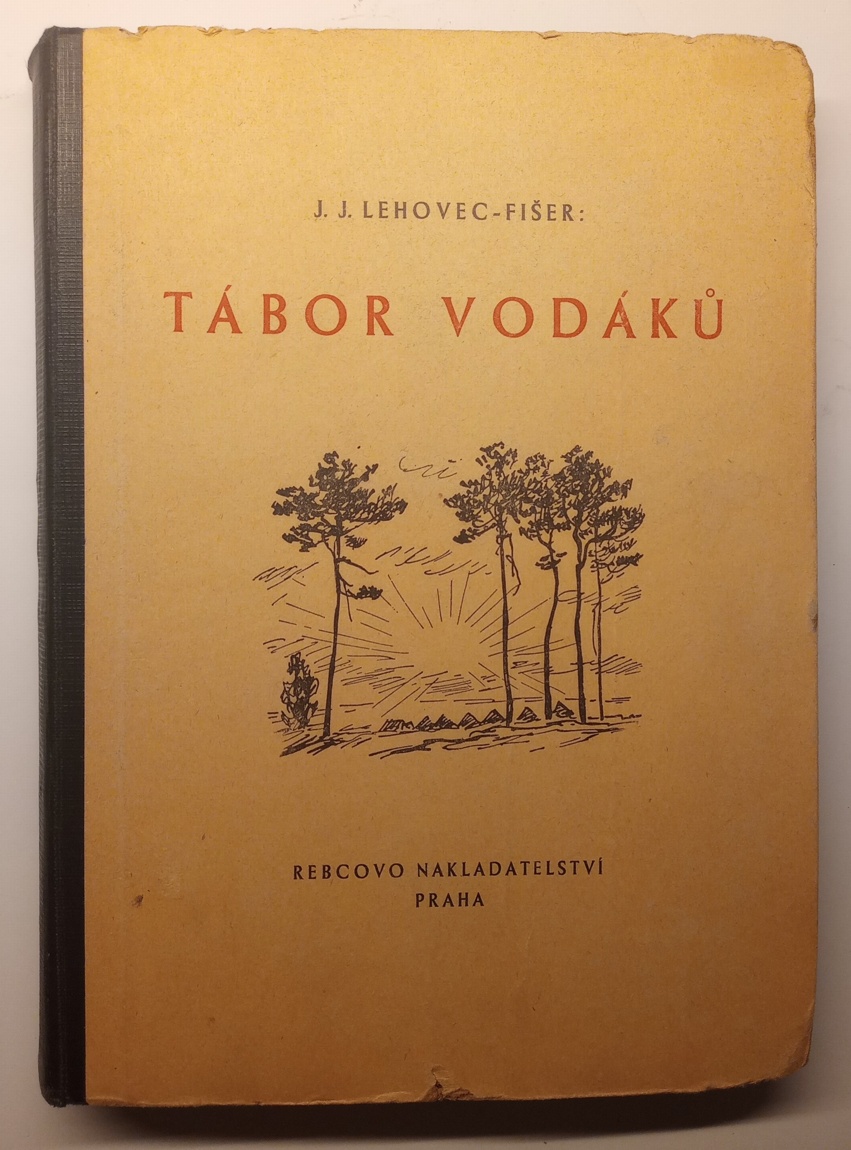 J. J. LEHOVEC-FIŠER:
TÁBOR VODÁKŮ
REBCOVO NAKLADATELSTVÍ
PRAHA